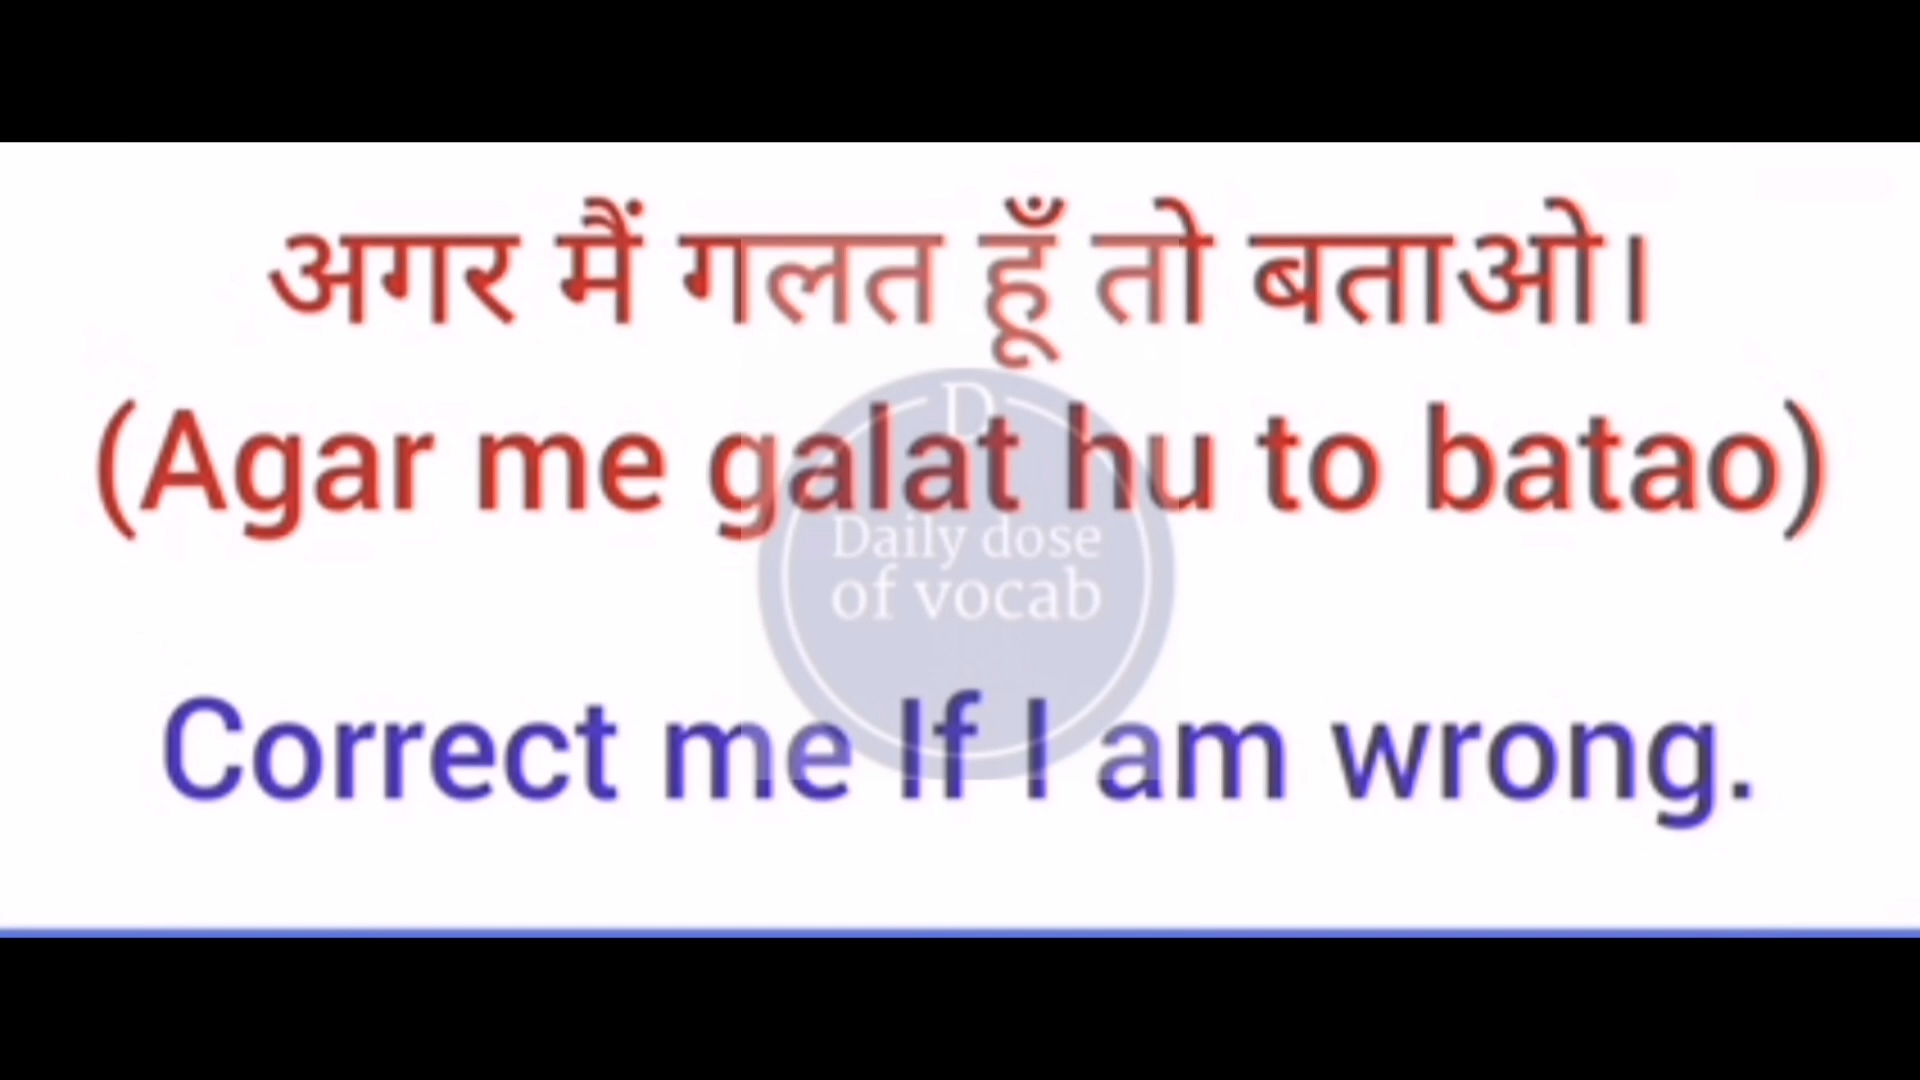 अगर मैं गलत हूँ तो बताओ।
(Agar me galat hu to batao)
D
Daily dose
of vocab
Correct me If I am wrong.